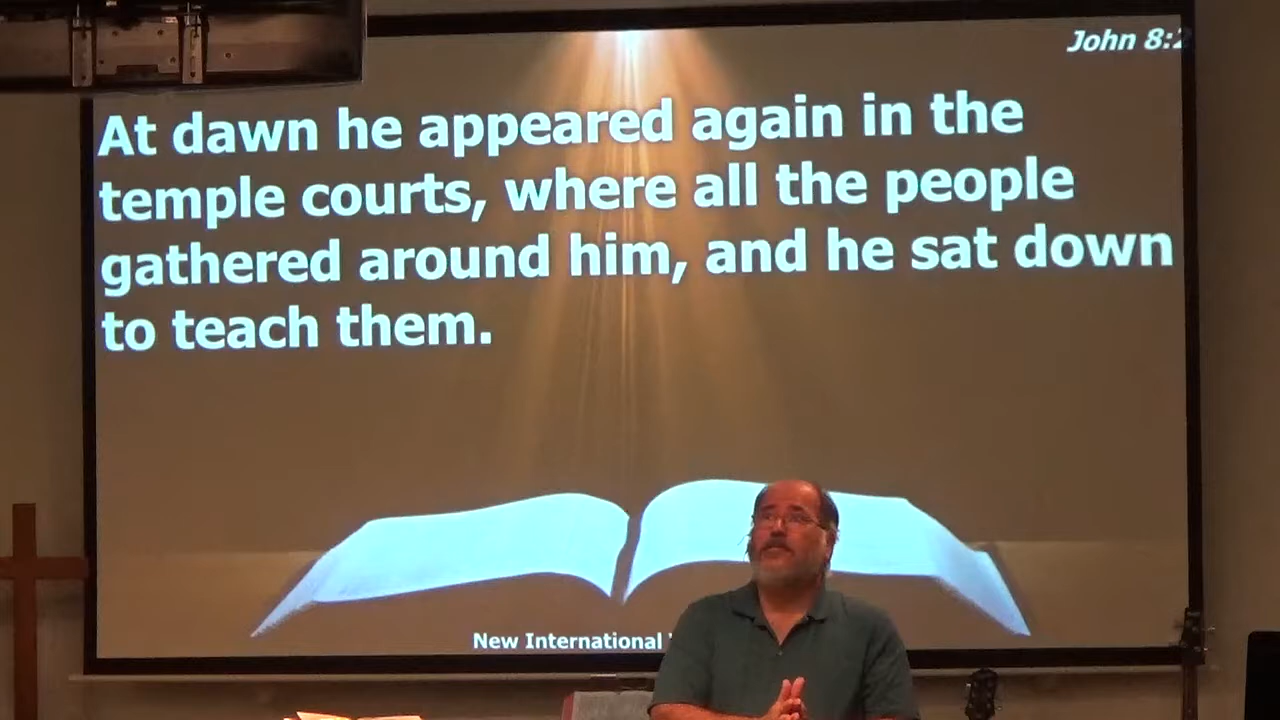 John 8:2
At dawn he appeared again in the
temple courts, where all the people
gathered around him, and he sat down
to teach them.
New International